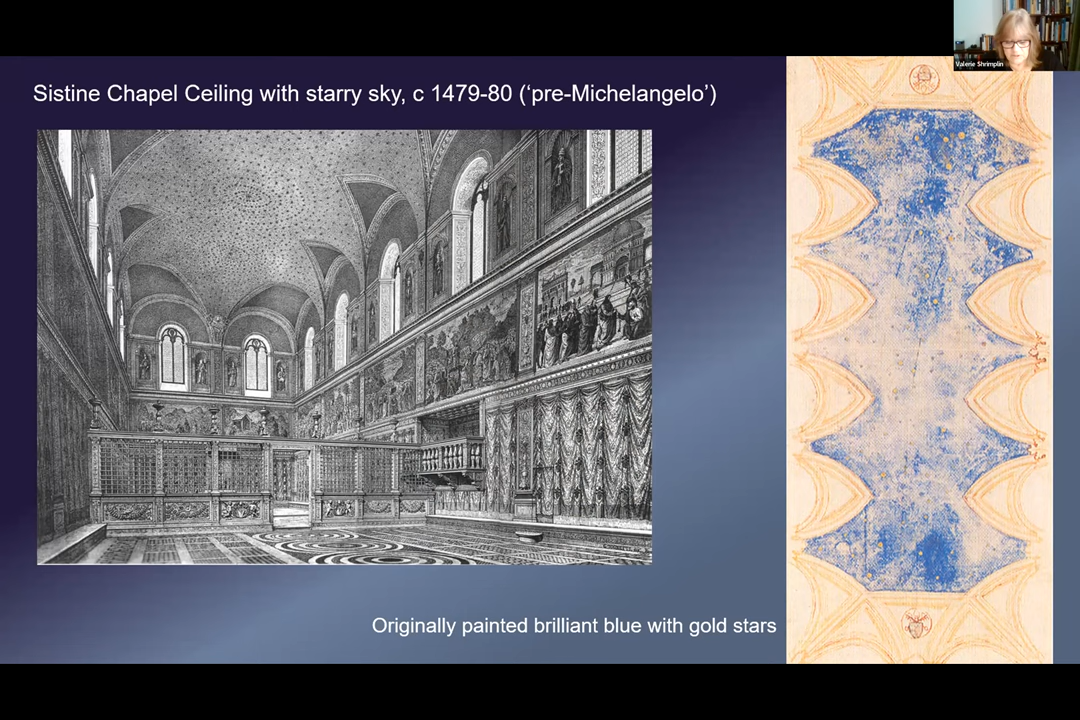 Valerie Shrimplin
Sistine Chapel Ceiling with starry sky, c 1479-80 (‘pre-Michelangelo’)
Originally painted brilliant blue with gold stars